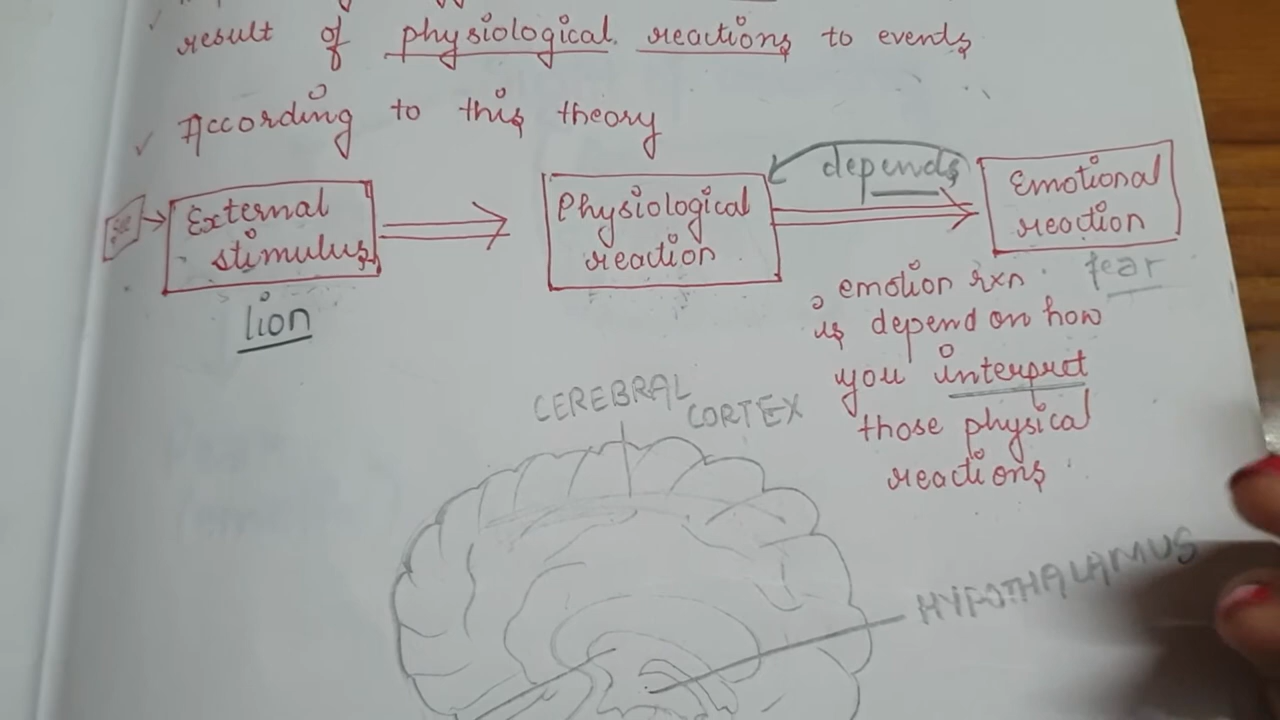 result of physiological reactions to events
According to this theory
External
stimulus
lion
Physiological
reaction
depends
Emotional
reaction
fear
emotion rxn
is depend on how
you interpret
those physical
reactions
CEREBRAL
CORTEX
HYPOTHALAMUS